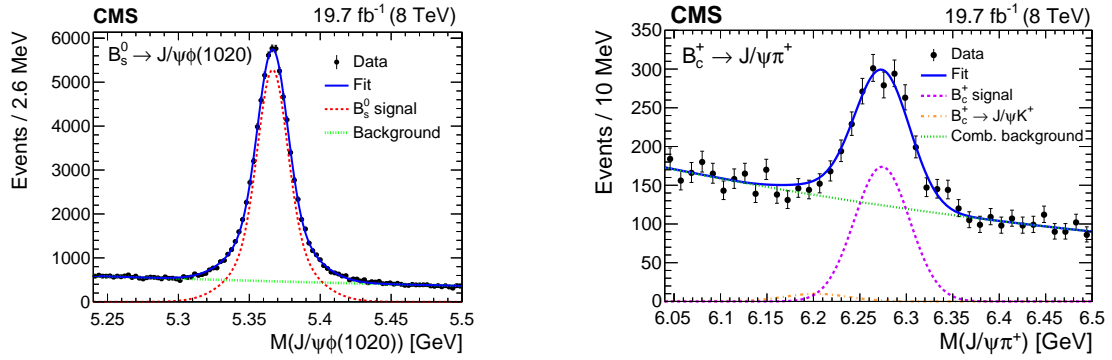 CMS 19.7 fb⁻¹ (8 TeV)
B⁰ₛ → J/ψϕ(1020)
Data
Fit
B⁰ₛ signal
Background
Events / 2.6 MeV
6000
5000
4000
3000
2000
1000
0
5.25 5.3 5.35 5.4 5.45 5.5
M(J/ψϕ(1020)) [GeV]
CMS 19.7 fb⁻¹ (8 TeV)
B⁺c → J/ψπ⁺
Data
Fit
B⁺c signal
B⁺c → J/ψK⁺
Comb. background
Events / 10 MeV
350
300
250
200
150
100
50
0
6.05 6.1 6.15 6.2 6.25 6.3 6.35 6.4 6.45 6.5
M(J/ψπ⁺) [GeV]